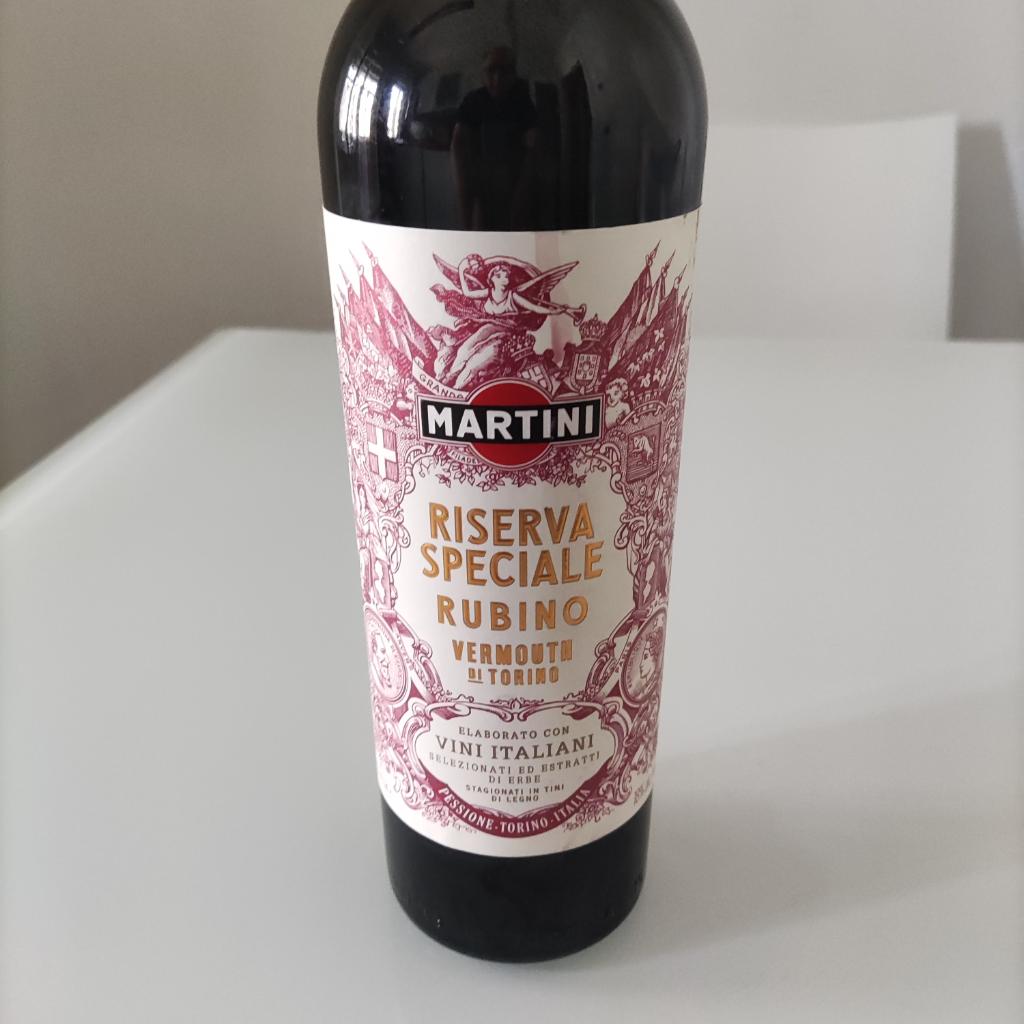 GRANDE
MARTINI
RISERVA
SPECIALE
RUBINO
VERMOUTH
DI TORINO
ELABORATO CON
VINI ITALIANI
SELEZIONATI ED ESTRATTI
DI ERBE
STAGIONATI IN TINI
DI LEGNO
PESSIONE - TORINO - ITALIA